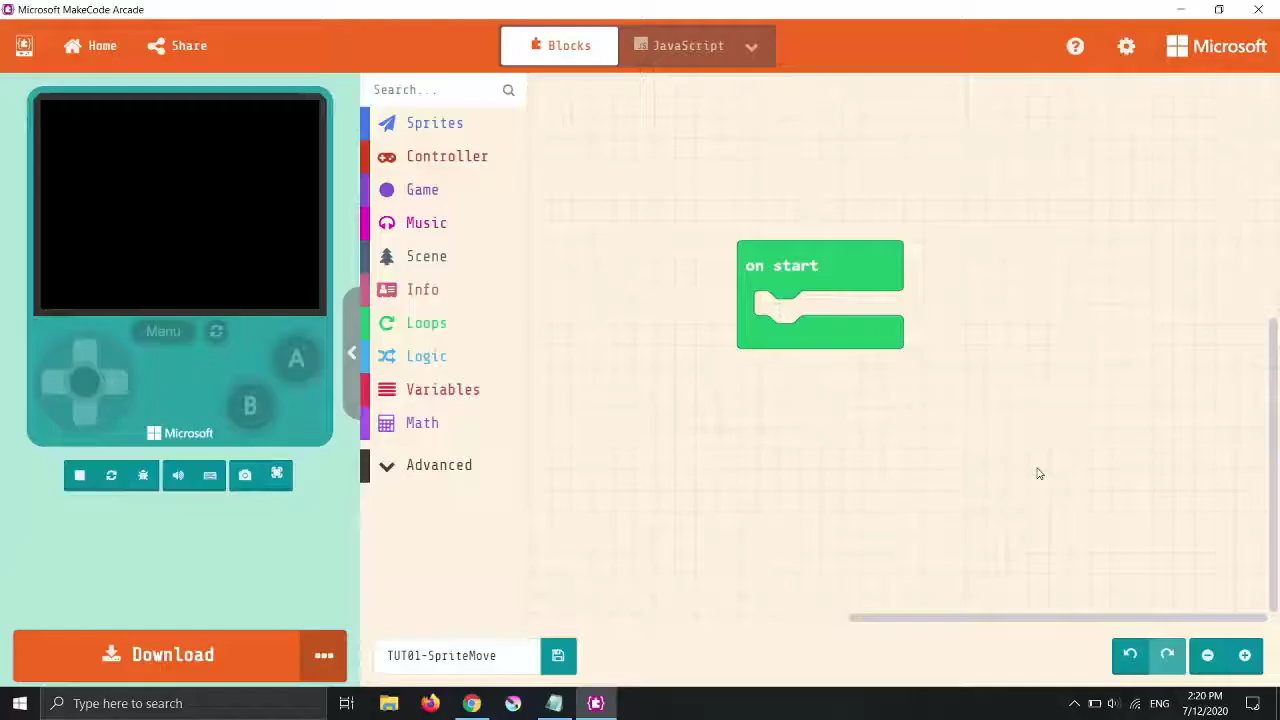 Microsoft MakeCode Arcade
Home
Share
Blocks
JavaScript
Microsoft
Search...
Sprites
Controller
Game
Music
Scene
Info
Loops
Logic
Variables
Math
Advanced
on start
Menu
A
B
Microsoft
Download
TUT01-SpriteMove
Type here to search
ENG
2:20 PM
7/12/2020